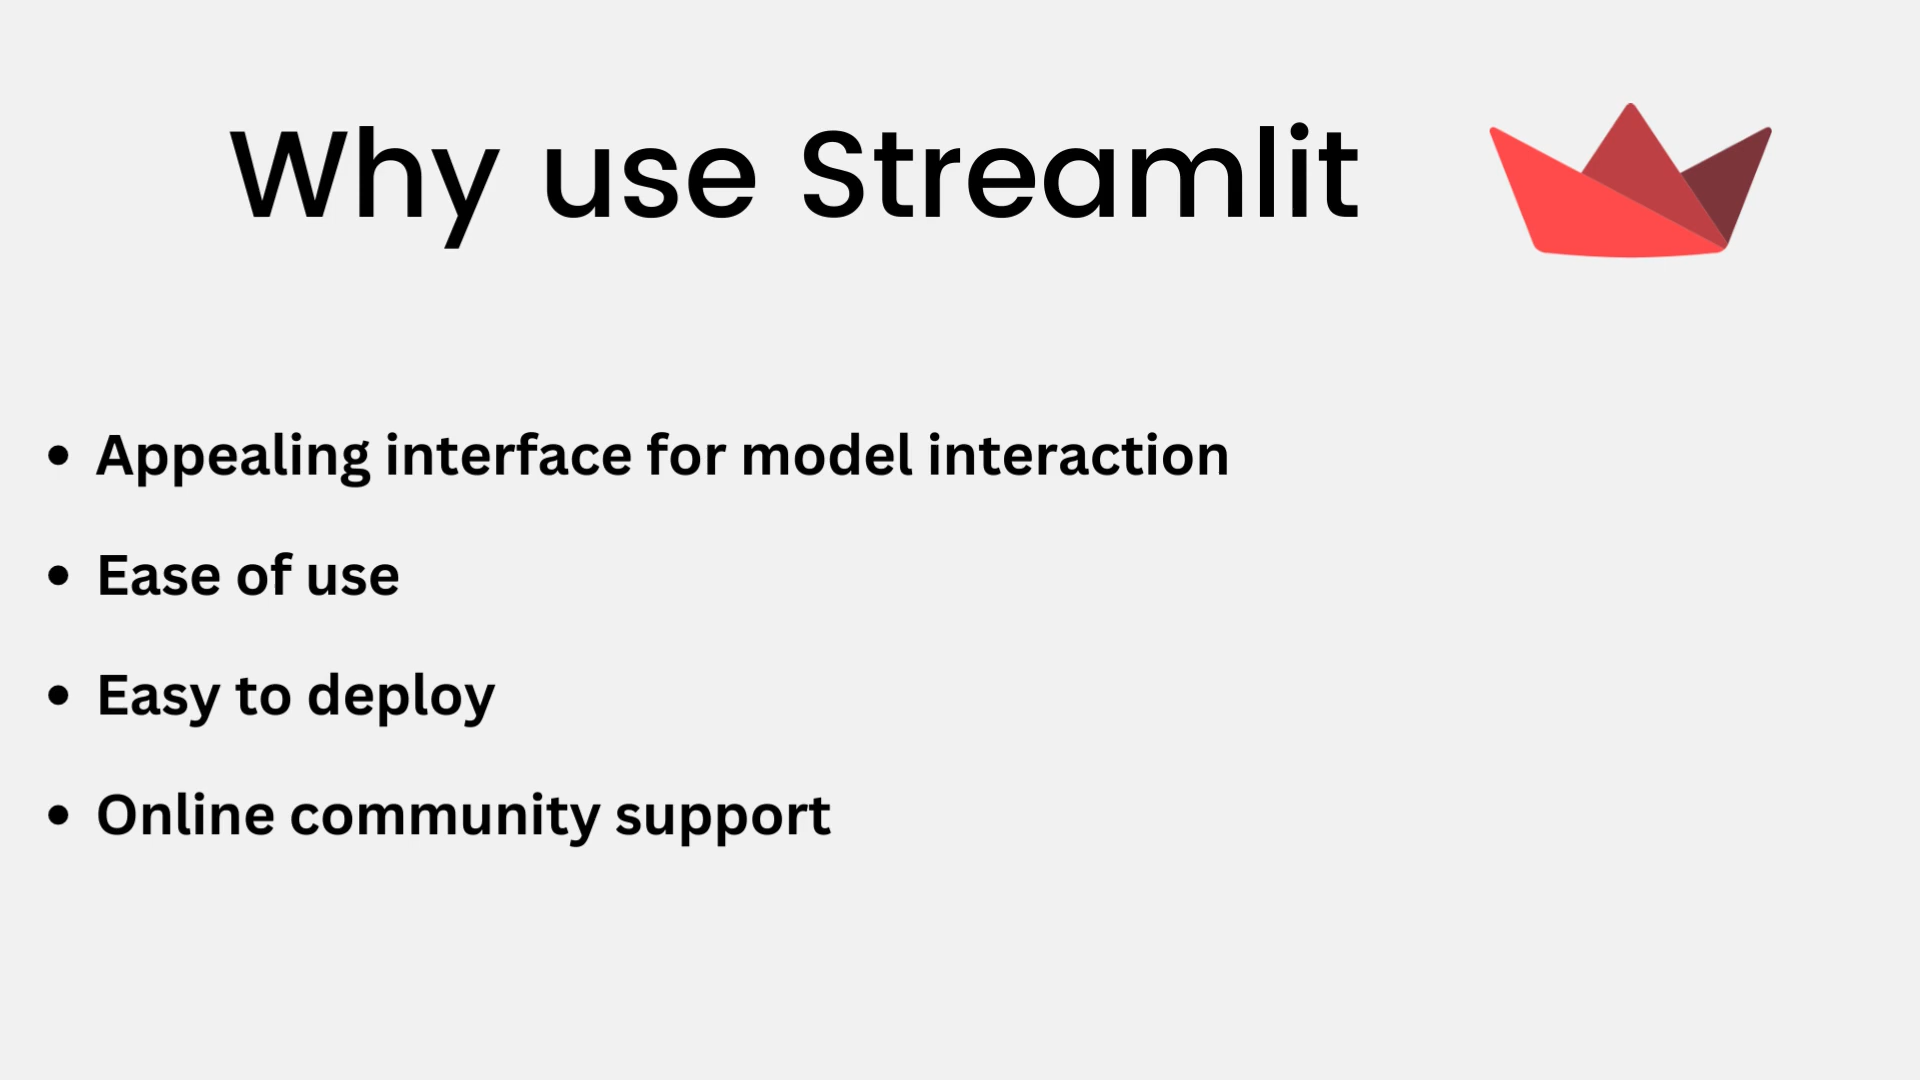 Why use Streamlit
• Appealing interface for model interaction
• Ease of use
• Easy to deploy
• Online community support